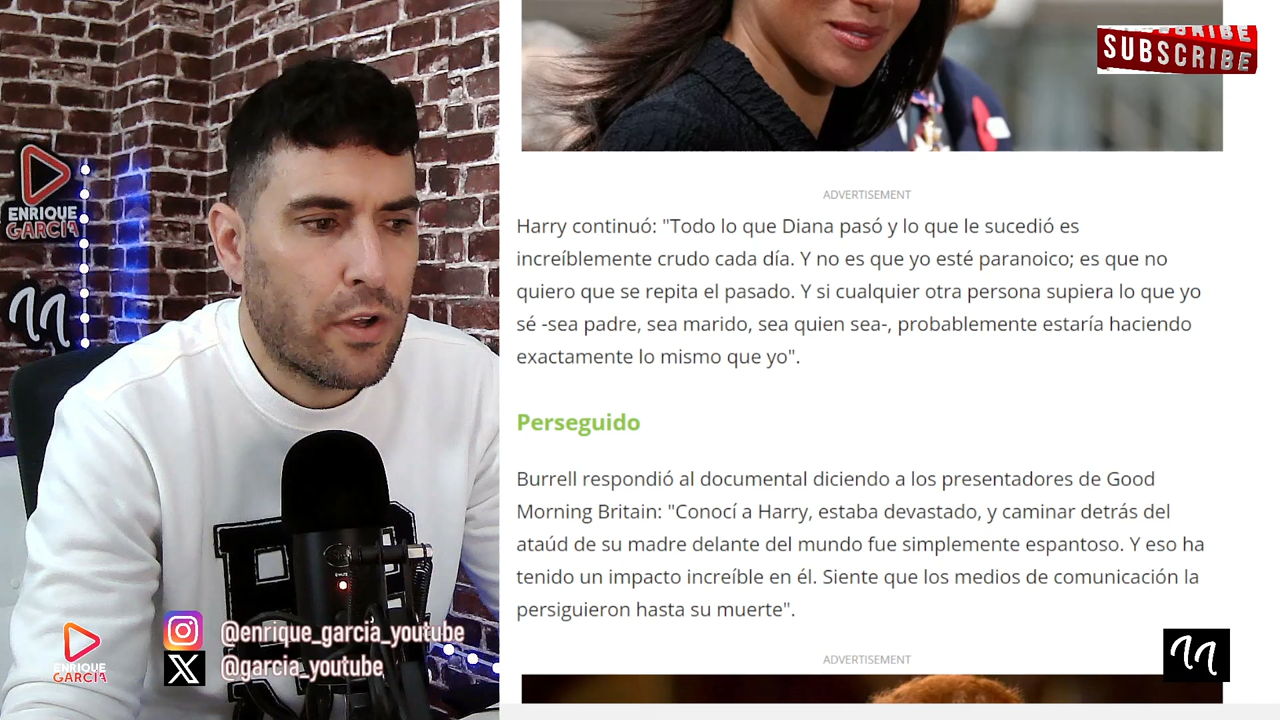 SUBSCRIBE
ENRIQUE
GARCIA
ADVERTISEMENT
Harry continuó: "Todo lo que Diana pasó y lo que le sucedió es
increíblemente crudo cada día. Y no es que yo esté paranoico; es que no
quiero que se repita el pasado. Y si cualquier otra persona supiera lo que yo
sé -sea padre, sea marido, sea quien sea-, probablemente estaría haciendo
exactamente lo mismo que yo".
Perseguido
Burrell respondió al documental diciendo a los presentadores de Good
Morning Britain: "Conocí a Harry, estaba devastado, y caminar detrás del
ataúd de su madre delante del mundo fue simplemente espantoso. Y eso ha
tenido un impacto increíble en él. Siente que los medios de comunicación la
persiguieron hasta su muerte".
ADVERTISEMENT
@enrique_garcia_youtube
@garcia_youtube
ENRIQUE
GARCIA